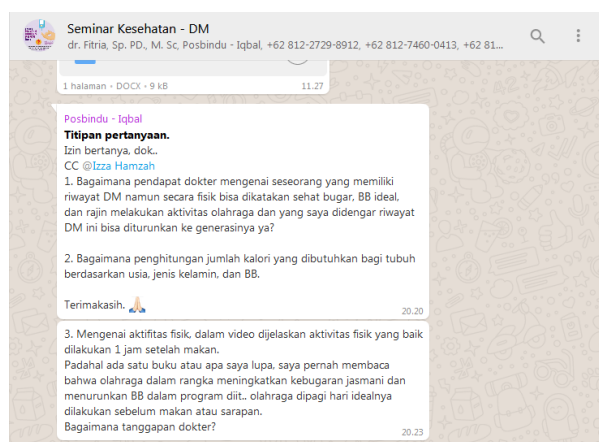 Seminar Kesehatan - DM
dr. Fitria, Sp. PD., M. Sc, Posbindu - Iqbal, +62 812-2729-8912, +62 812-7460-0413, +62 81...
1 halaman • DOCX • 9 kB 11.27
Posbindu - Iqbal
Titipan pertanyaan.
Izin bertanya, dok..
CC @Izza Hamzah
1. Bagaimana pendapat dokter mengenai seseorang yang memiliki
riwayat DM namun secara fisik bisa dikatakan sehat bugar, BB ideal,
dan rajin melakukan aktivitas olahraga dan yang saya didengar riwayat
DM ini bisa diturunkan ke generasinya ya?
2. Bagaimana penghitungan jumlah kalori yang dibutuhkan bagi tubuh
berdasarkan usia, jenis kelamin, dan BB.
Terimakasih. 🙏🏻
20.20
3. Mengenai aktifitas fisik, dalam video dijelaskan aktivitas fisik yang baik
dilakukan 1 jam setelah makan.
Padahal ada satu buku atau apa saya lupa, saya pernah membaca
bahwa olahraga dalam rangka meningkatkan kebugaran jasmani dan
menurunkan BB dalam program diit.. olahraga dipagi hari idealnya
dilakukan sebelum makan atau sarapan.
Bagaimana tanggapan dokter?
20.23